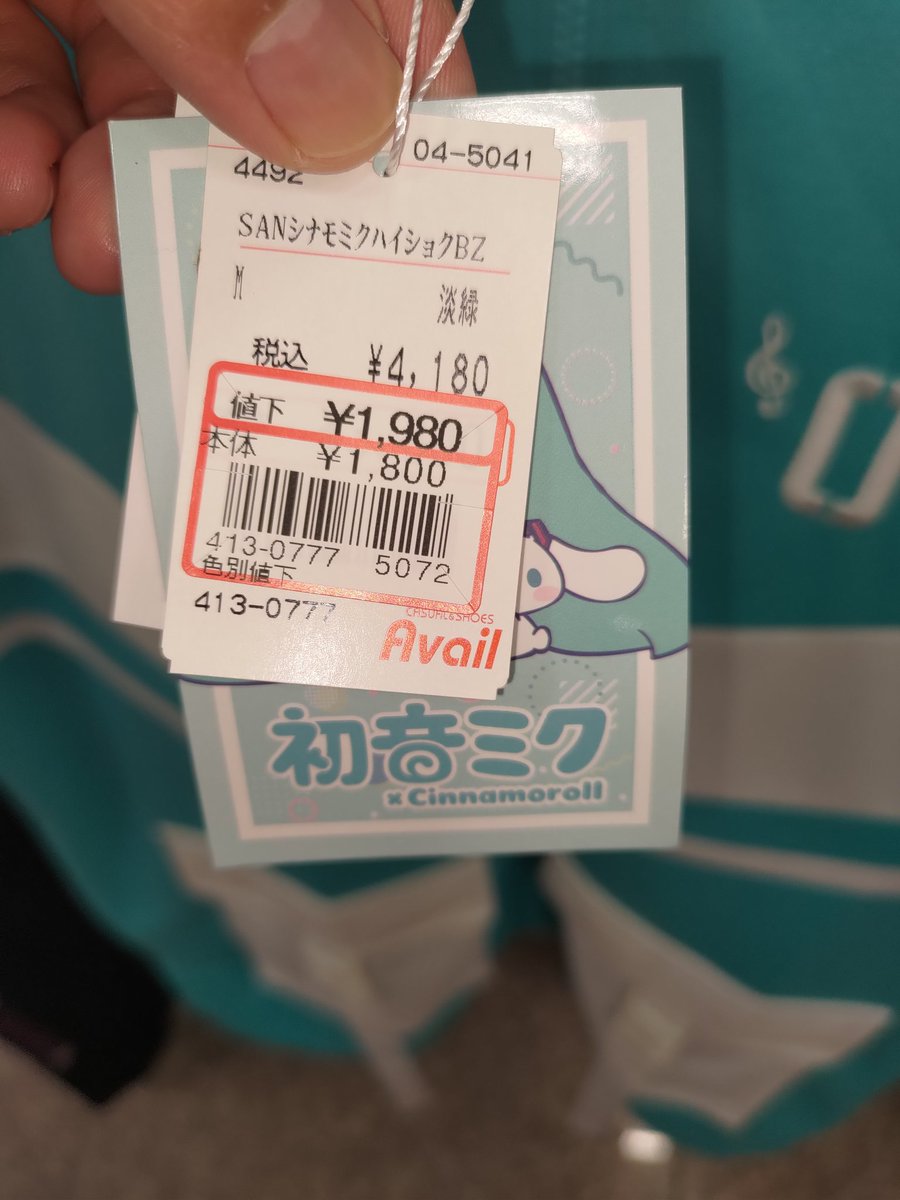 04-5041
4492
SANシナモミクハイショクBZ
M
淡緑
税込 ¥4,180
値下 ¥1,980
本体 ¥1,800
413-0777 5072
色別値下
413-0777
CASUAL&SHOES
Avail
初音ミク
×Cinnamoroll